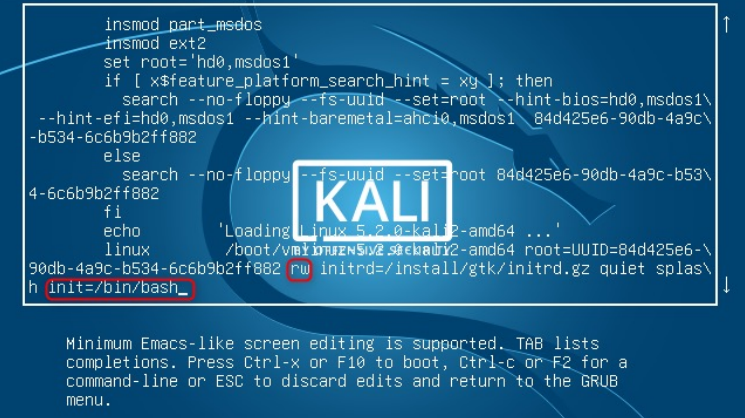 insmod part_msdos
insmod ext2
set root='hd0,msdos1'
if [ x$feature_platform_search_hint = xy ]; then
search --no-floppy --fs-uuid --set=root --hint-bios=hd0,msdos1\
--hint-efi=hd0,msdos1 --hint-baremetal=ahci0,msdos1  84d425e6-90db-4a9c\
-b534-6c6b9b2ff882
else
search --no-floppy --fs-uuid --set=root 84d425e6-90db-4a9c-b53\
4-6c6b9b2ff882
fi
KALI
echo 'Loading Linux 5.2.0-kali2-amd64 ...'
BY OFFENSIVE SECURITY
linux /boot/vmlinuz-5.2.0-kali2-amd64 root=UUID=84d425e6-\
90db-4a9c-b534-6c6b9b2ff882 rw initrd=/install/gtk/initrd.gz quiet splas\
h init=/bin/bash_
Minimum Emacs-like screen editing is supported. TAB lists
completions. Press Ctrl-x or F10 to boot, Ctrl-c or F2 for a
command-line or ESC to discard edits and return to the GRUB
menu.